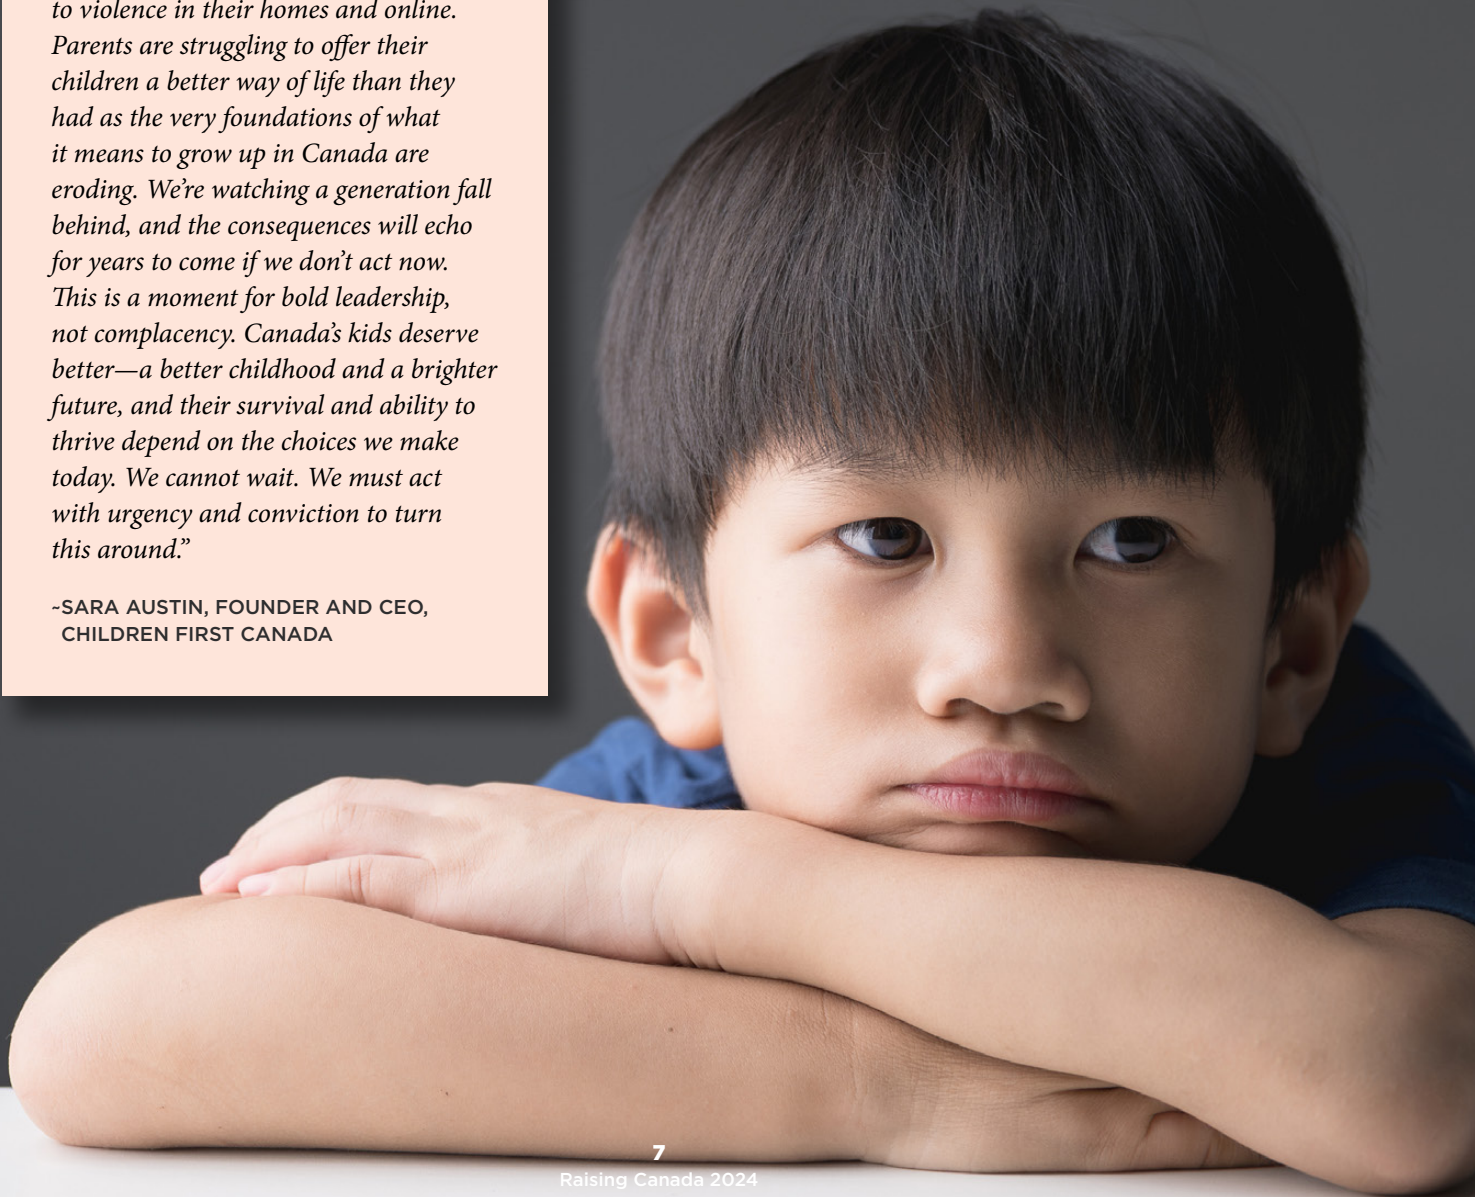 to violence in their homes and online.
Parents are struggling to offer their
children a better way of life than they
had as the very foundations of what
it means to grow up in Canada are
eroding. We’re watching a generation fall
behind, and the consequences will echo
for years to come if we don’t act now.
This is a moment for bold leadership,
not complacency. Canada’s kids deserve
better—a better childhood and a brighter
future, and their survival and ability to
thrive depend on the choices we make
today. We cannot wait. We must act
with urgency and conviction to turn
this around.”
~SARA AUSTIN, FOUNDER AND CEO,
CHILDREN FIRST CANADA
7
Raising Canada 2024